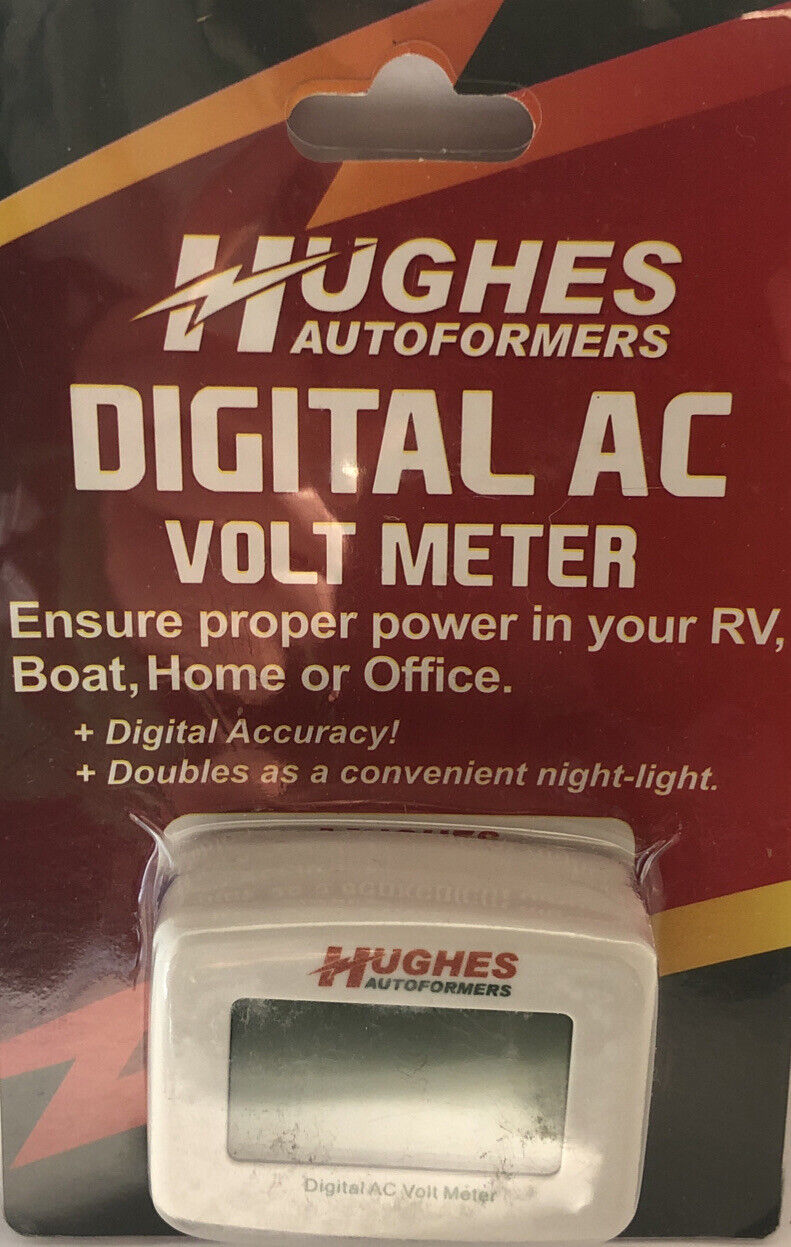 HUGHES
AUTOFORMERS
DIGITAL AC
VOLT METER
Ensure proper power in your RV,
Boat, Home or Office.
+ Digital Accuracy!
+ Doubles as a convenient night-light.
HUGHES
AUTOFORMERS
Digital AC Volt Meter